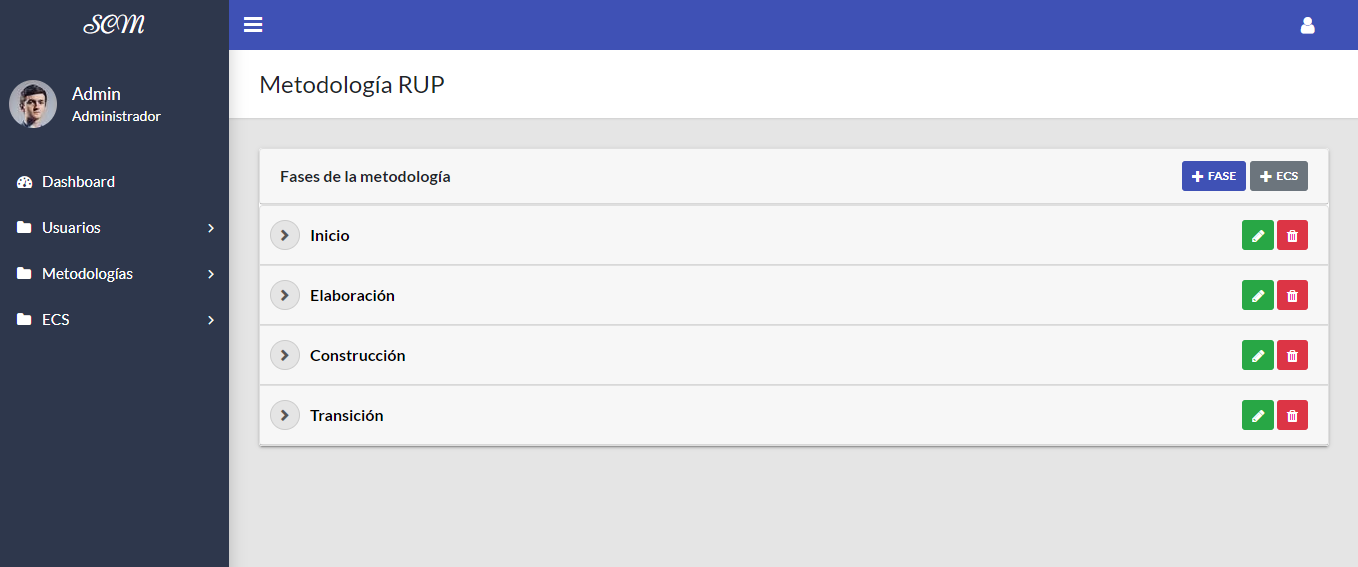 SCM
Admin
Administrador
Dashboard
Usuarios
Metodologías
ECS
Metodología RUP
Fases de la metodología
FASE
ECS
Inicio
Elaboración
Construcción
Transición